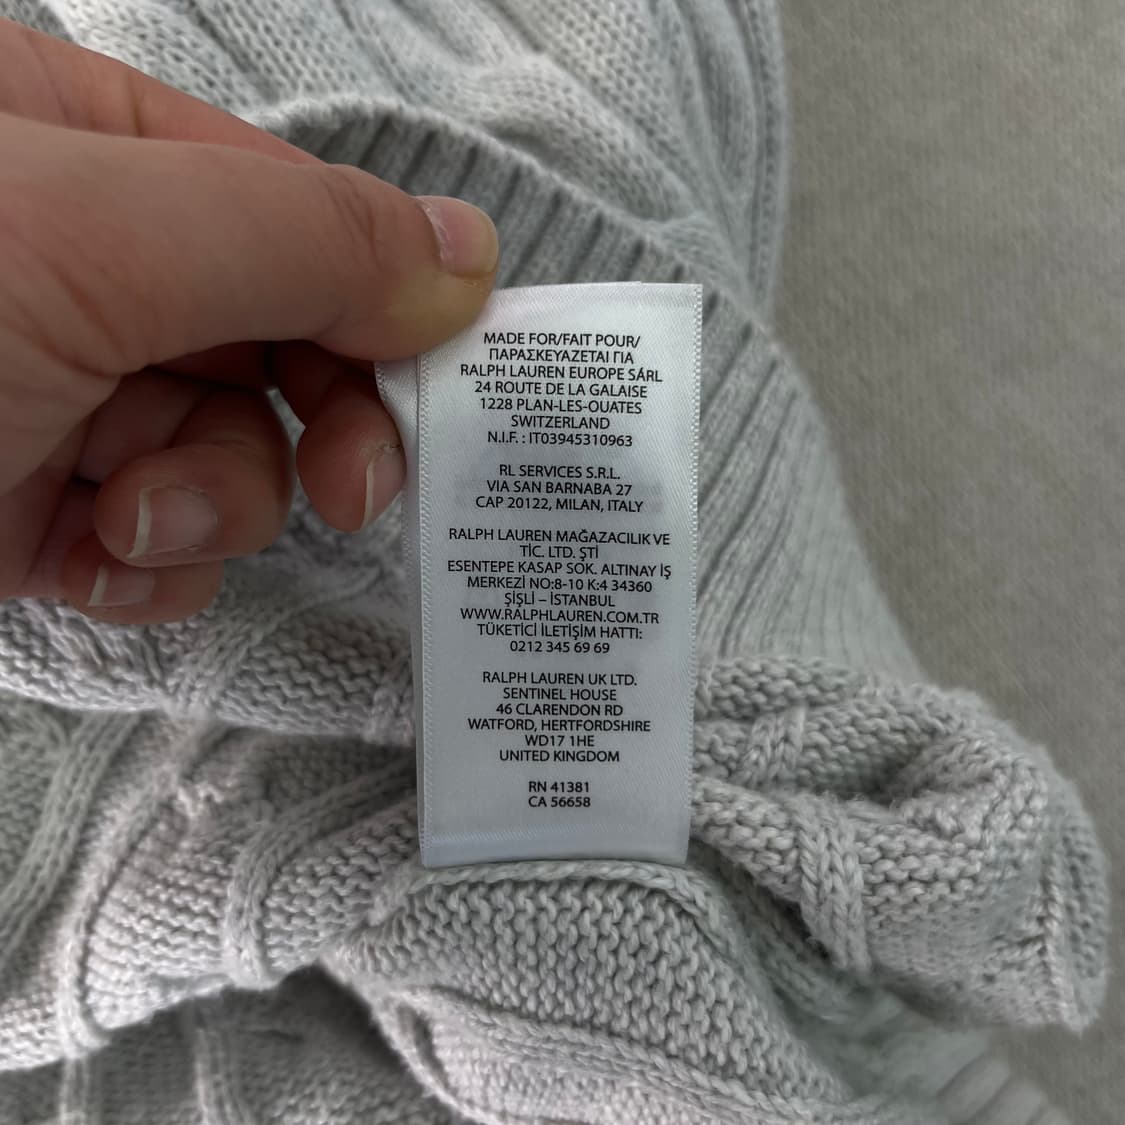 MADE FOR/FAIT POUR/
ΠΑΡΑΣΚΕΥΑΖΕΤΑΙ ΓΙΑ
RALPH LAUREN EUROPE SÁRL
24 ROUTE DE LA GALAISE
1228 PLAN-LES-OUATES
SWITZERLAND
N.I.F. : IT03945310963
RL SERVICES S.R.L.
VIA SAN BARNABA 27
CAP 20122, MILAN, ITALY
RALPH LAUREN MAĞAZACILIK VE
TİC. LTD. ŞTİ
ESENTEPE KASAP SOK. ALTINAY İŞ
MERKEZİ NO:8-10 K:4 34360
ŞİŞLİ – İSTANBUL
WWW.RALPHLAUREN.COM.TR
TÜKETİCİ İLETİŞİM HATTI:
0212 345 69 69
RALPH LAUREN UK LTD.
SENTINEL HOUSE
46 CLARENDON RD
WATFORD, HERTFORDSHIRE
WD17 1HE
UNITED KINGDOM
RN 41381
CA 56658